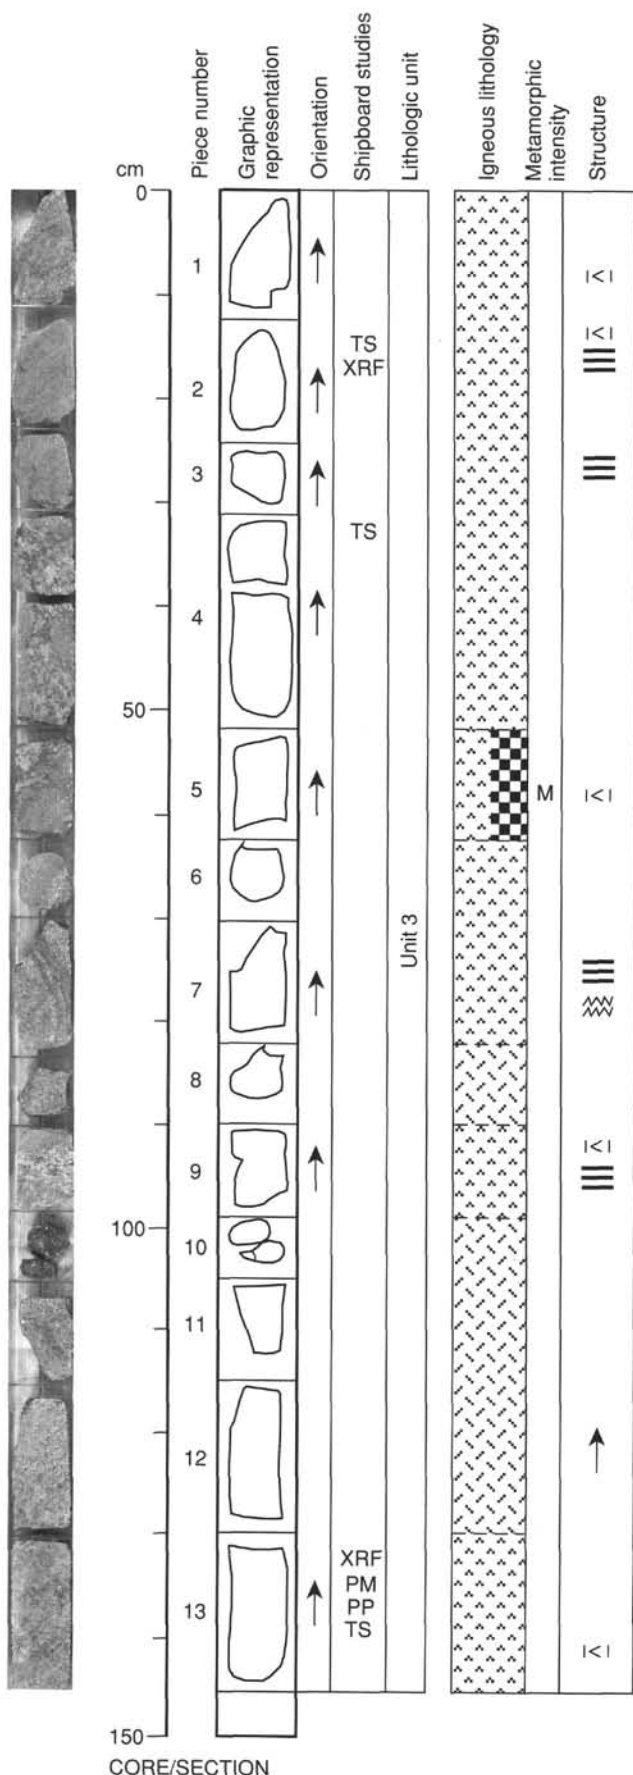 cm
Piece number
Graphic
representation
Orientation
Shipboard studies
Lithologic unit
Igneous lithology
Metamorphic
intensity
Structure
0
1
2
TS
XRF
3
TS
4
50
5
M
6
Unit 3
7
8
9
100
10
11
12
13
XRF
PM
PP
TS
150
CORE/SECTION